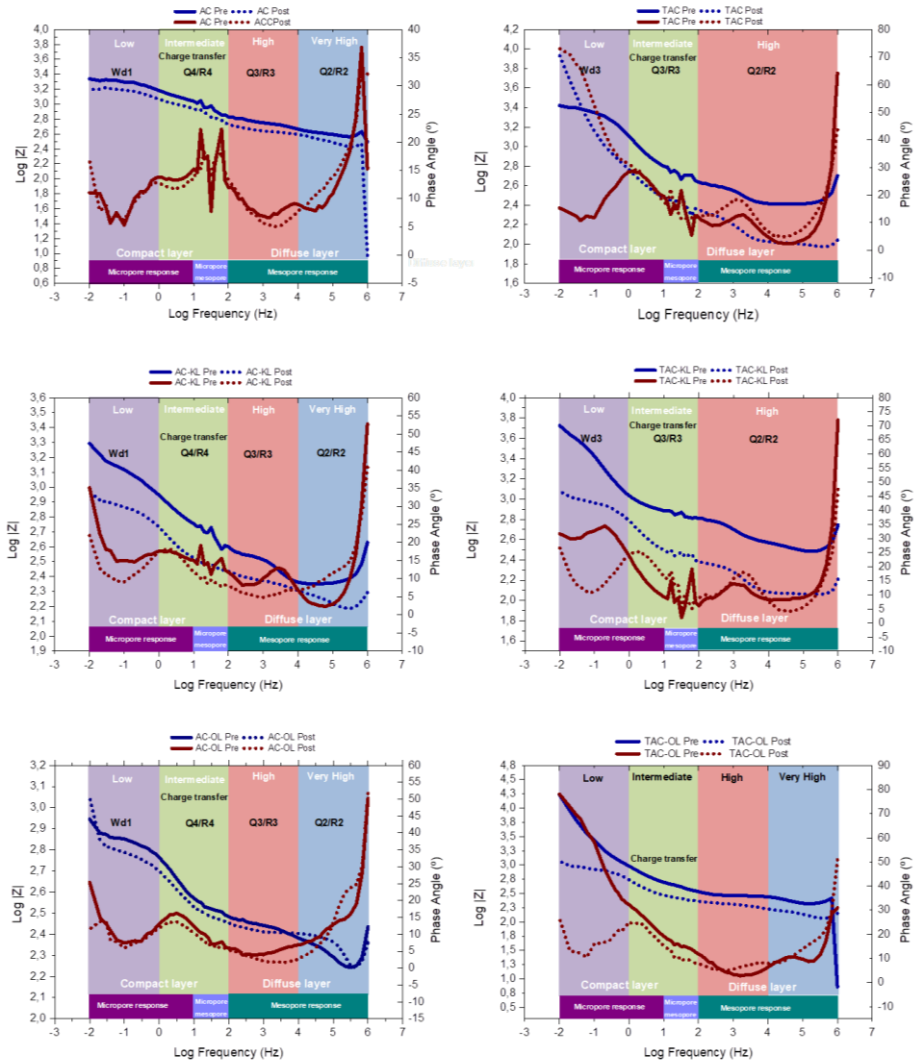 AC Pre AC Post
AC Pre ACCPost
Low Intermediate High Very High
Charge transfer
Wd1 Q4/R4 Q3/R3 Q2/R2
Compact layer Diffuse layer
Micropore response Micropore mesopore Mesopore response
4,0 3,8 3,6 3,4 3,2 3,0 2,8 2,6 2,4 2,2 2,0 1,8 1,6 1,4 1,2 1,0 0,8 0,6
Log |Z|
40 35 30 25 20 15 10 5 0 -5
Phase Angle (º)
-3 -2 -1 0 1 2 3 4 5 6 7
Log Frequency (Hz)
TAC Pre TAC Post
TAC Pre TAC Post
Low Intermediate High
Charge transfer
Wd3 Q3/R3 Q2/R2
Compact layer Diffuse layer
Micropore response Micropore mesopore Mesopore response
4,2 4,0 3,8 3,6 3,4 3,2 3,0 2,8 2,6 2,4 2,2 2,0 1,8 1,6
Log |Z|
80 70 60 50 40 30 20 10 0 -10
Phase Angle (º)
-3 -2 -1 0 1 2 3 4 5 6 7
Log Frequency (Hz)
AC-KL Pre AC-KL Post
AC-KL Pre AC-KL Post
Low Intermediate High Very High
Charge transfer
Wd1 Q4/R4 Q3/R3 Q2/R2
Compact layer Diffuse layer
Micropore response Micropore mesopore Mesopore response
3,6 3,4 3,3 3,2 3,1 3,0 2,9 2,8 2,7 2,6 2,5 2,4 2,3 2,2 2,1 2,0 1,9
Log |Z|
60 55 50 45 40 35 30 25 20 15 10 5 0 -5 -10
Phase Angle (º)
-3 -2 -1 0 1 2 3 4 5 6 7
Log Frequency (Hz)
TAC-KL Pre TAC-KL Post
TAC-KL Pre TAC-KL Post
Low Intermediate High
Charge transfer
Wd3 Q3/R3 Q2/R2
Compact layer Diffuse layer
Micropore response Micropore mesopore Mesopore response
4,0 3,8 3,6 3,4 3,2 3,0 2,8 2,6 2,4 2,2 2,0 1,8 1,6 1,5
Log |Z|
80 75 70 65 60 55 50 45 40 35 30 25 20 15 10 5 0 -5 -10
Phase Angle (º)
-3 -2 -1 0 1 2 3 4 5 6 7
Log Frequency (Hz)
AC-OL Pre AC-OL Post
AC-OL Pre AC-OL Post
Low Intermediate High Very High
Charge transfer
Wd1 Q4/R4 Q3/R3 Q2/R2
Compact layer Diffuse layer
Micropore response Micropore mesopore Mesopore response
3,2 3,1 3,0 2,9 2,8 2,7 2,6 2,5 2,4 2,3 2,2 2,1 2,0
Log |Z|
60 55 50 45 40 35 30 25 20 15 10 5 0 -5 -10 -15
Phase Angle (º)
-3 -2 -1 0 1 2 3 4 5 6 7
Log Frequency (Hz)
TAC-OL Pre TAC-OL Post
TAC-OL Pre TAC-OL Post
Low Intermediate High Very High
Charge transfer
Compact layer Diffuse layer
Micropore response Micropore mesopore Mesopore response
4,8 4,5 4,3 4,0 3,8 3,5 3,3 3,0 2,8 2,5 2,3 2,0 1,8 1,5 1,3 1,0 0,8 0,5
Log |Z|
90 80 70 60 50 40 30 20 10 0 -10
Phase Angle (º)
-3 -2 -1 0 1 2 3 4 5 6 7
Log Frequency (Hz)